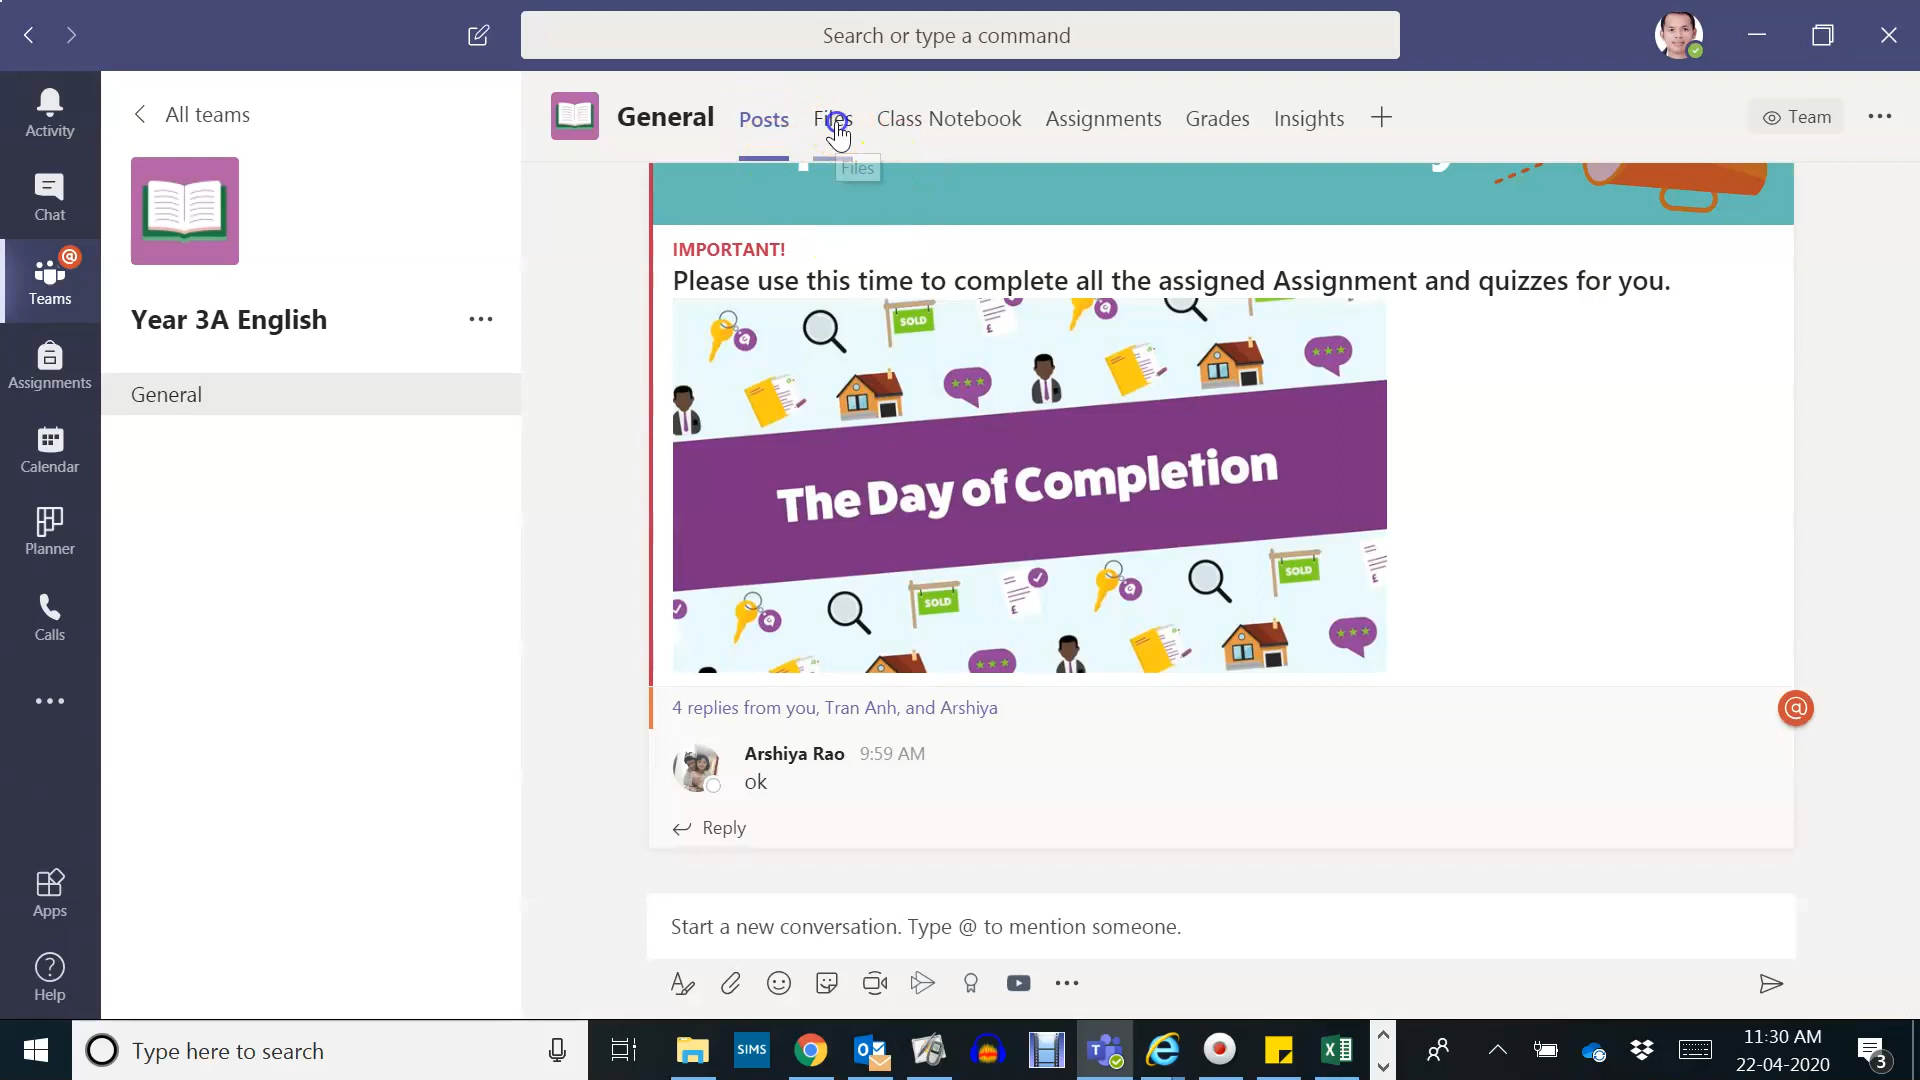 Search or type a command
Activity
Chat
@
Teams
Assignments
Calendar
Planner
Calls
Apps
Help
All teams
Year 3A English
General
General
Posts
Files
Class Notebook
Assignments
Grades
Insights
Team
Files
IMPORTANT!
Please use this time to complete all the assigned Assignment and quizzes for you.
SOLD
£
The Day of Completion
SOLD
£
SOLD
£
4 replies from you, Tran Anh, and Arshiya
@
Arshiya Rao 9:59 AM
ok
Reply
Start a new conversation. Type @ to mention someone.
Type here to search
SIMS
11:30 AM
22-04-2020
3